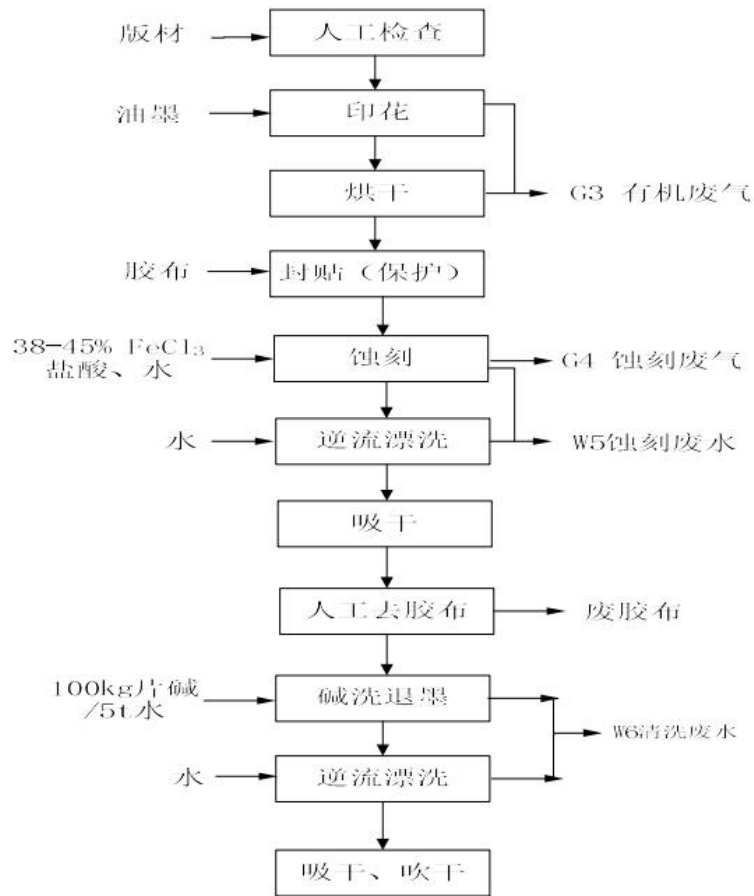 版材
人工检查
油墨
印花
烘干
G3 有机废气
胶布
封贴（保护）
38-45% FeCl₃
盐酸、水
蚀刻
G4 蚀刻废气
水
逆流漂洗
W5蚀刻废水
吸干
人工去胶布
废胶布
100kg片碱
/5t水
碱洗退墨
W6清洗废水
水
逆流漂洗
吸干、吹干